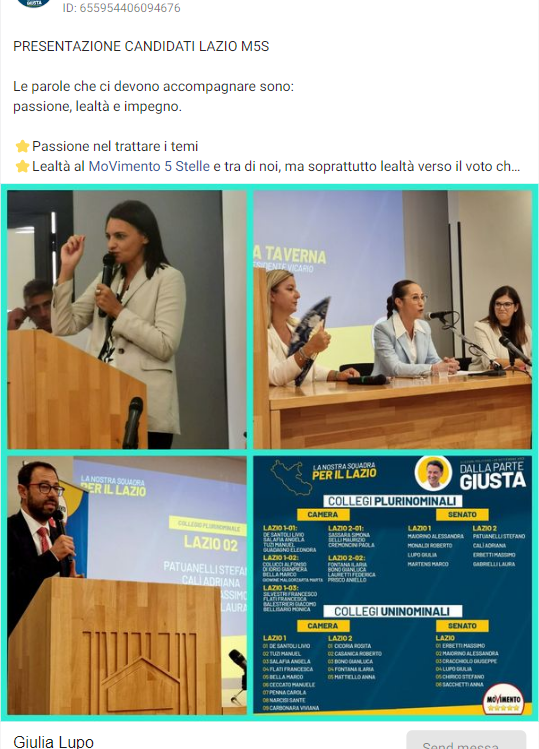 ID: 655954406094676
PRESENTAZIONE CANDIDATI LAZIO M5S
Le parole che ci devono accompagnare sono:
passione, lealtà e impegno.
⭐Passione nel trattare i temi
⭐Lealtà al MoVimento 5 Stelle e tra di noi, ma soprattutto lealtà verso il voto ch…
A TAVERNA
LA NOSTRA SQUADRA
PER IL LAZIO
COLLEGIO PLURINOMINALE
LAZIO 02
PATUANELLI STEFA
CALÌ ADRIANA
LAURA
LA NOSTRA SQUADRA
PER IL LAZIO
DALLA PARTE
GIUSTA
COLLEGI PLURINOMINALI
CAMERA
SENATO
LAZIO 1-01:
DE SANTOLI LIVIO
SALAFIA ANGELA
TUZI MANUEL
QUADAGNO ELEONORA
LAZIO 1-02:
COLUCCI ALFONSO
DI IORIO GIANPIERA
BELLA MARCO
LAZIO 1-03:
SILVESTRI FRANCESCO
FLATI FRANCESCA
BALESTRIERI GIACOMO
BELLISARIO MONICA
LAZIO 2-01:
SASSARA SIMONA
DELLI MAURIZIO
CREMONCINI PAOLA
LAZIO 2-02:
FONTANA ILARIA
BONO GIANLUCA
LAURETTI FEDERICA
PRISCO ANIELLO
LAZIO 1
MAIORINO ALESSANDRA
MONALDI ROBERTO
LUPO GIULIA
MARTENS MARCO
LAZIO 2
PATUANELLI STEFANO
CALÌ ADRIANA
ERBETTI MASSIMO
GABRIELLI LAURA
COLLEGI UNINOMINALI
CAMERA
SENATO
LAZIO 1
01 DE SANTOLI LIVIO
02 TUZI MANUEL
03 SALAFIA ANGELA
04 FLATI FRANCESCA
05 BELLA MARCO
06 CECCATO MANUELE
07 PENNA CAROLA
08 NARCISI SANTE
09 CARBONARA VIVIANA
LAZIO 2
01 CICORIA ROSITA
02 CASANICA ROBERTO
03 BONO GIANLUCA
04 FONTANA ILARIA
05 MATTIELLO ANNA
LAZIO
01 ERBETTI MASSIMO
02 MAIORINO ALESSANDRA
03 CRACCHIOLO GIUSEPPE
04 LUPO GIULIA
05 CHIRICO STEFANO
06 SACCHETTI ANNA
MOVIMENTO
Giulia Lupo
Send messa